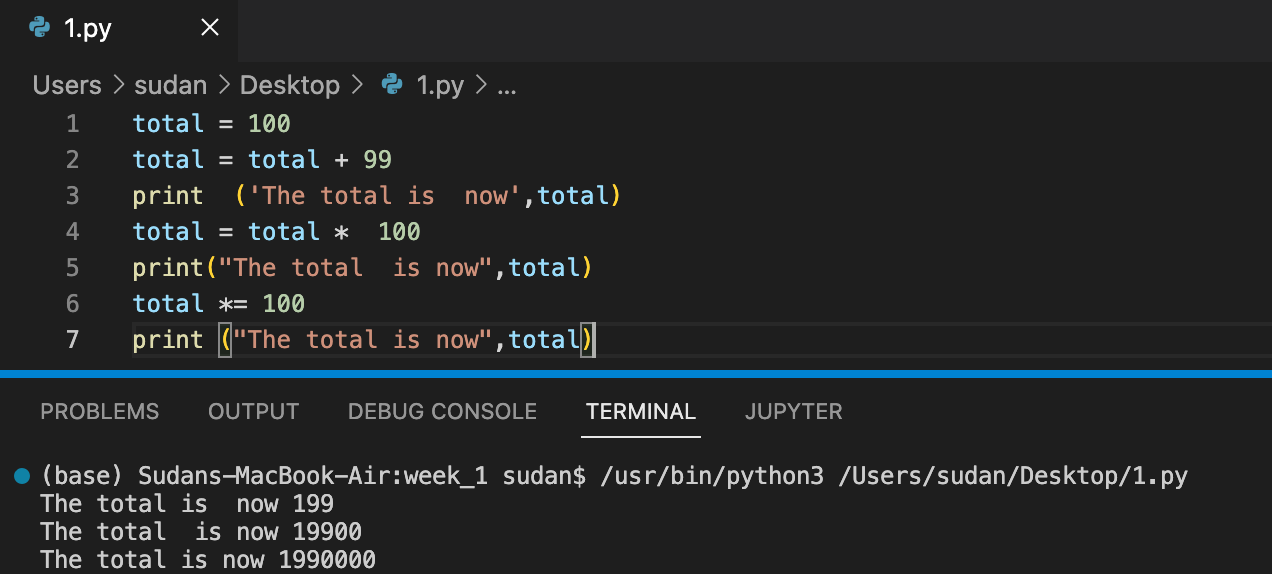 1.py
Users > sudan > Desktop > 1.py > ...
1 total = 100
2 total = total + 99
3 print  ('The total is  now',total)
4 total = total *  100
5 print("The total  is now",total)
6 total *= 100
7 print ("The total is now",total)
PROBLEMS OUTPUT DEBUG CONSOLE TERMINAL JUPYTER
(base) Sudans-MacBook-Air:week_1 sudan$ /usr/bin/python3 /Users/sudan/Desktop/1.py
The total is  now 199
The total  is now 19900
The total is now 1990000